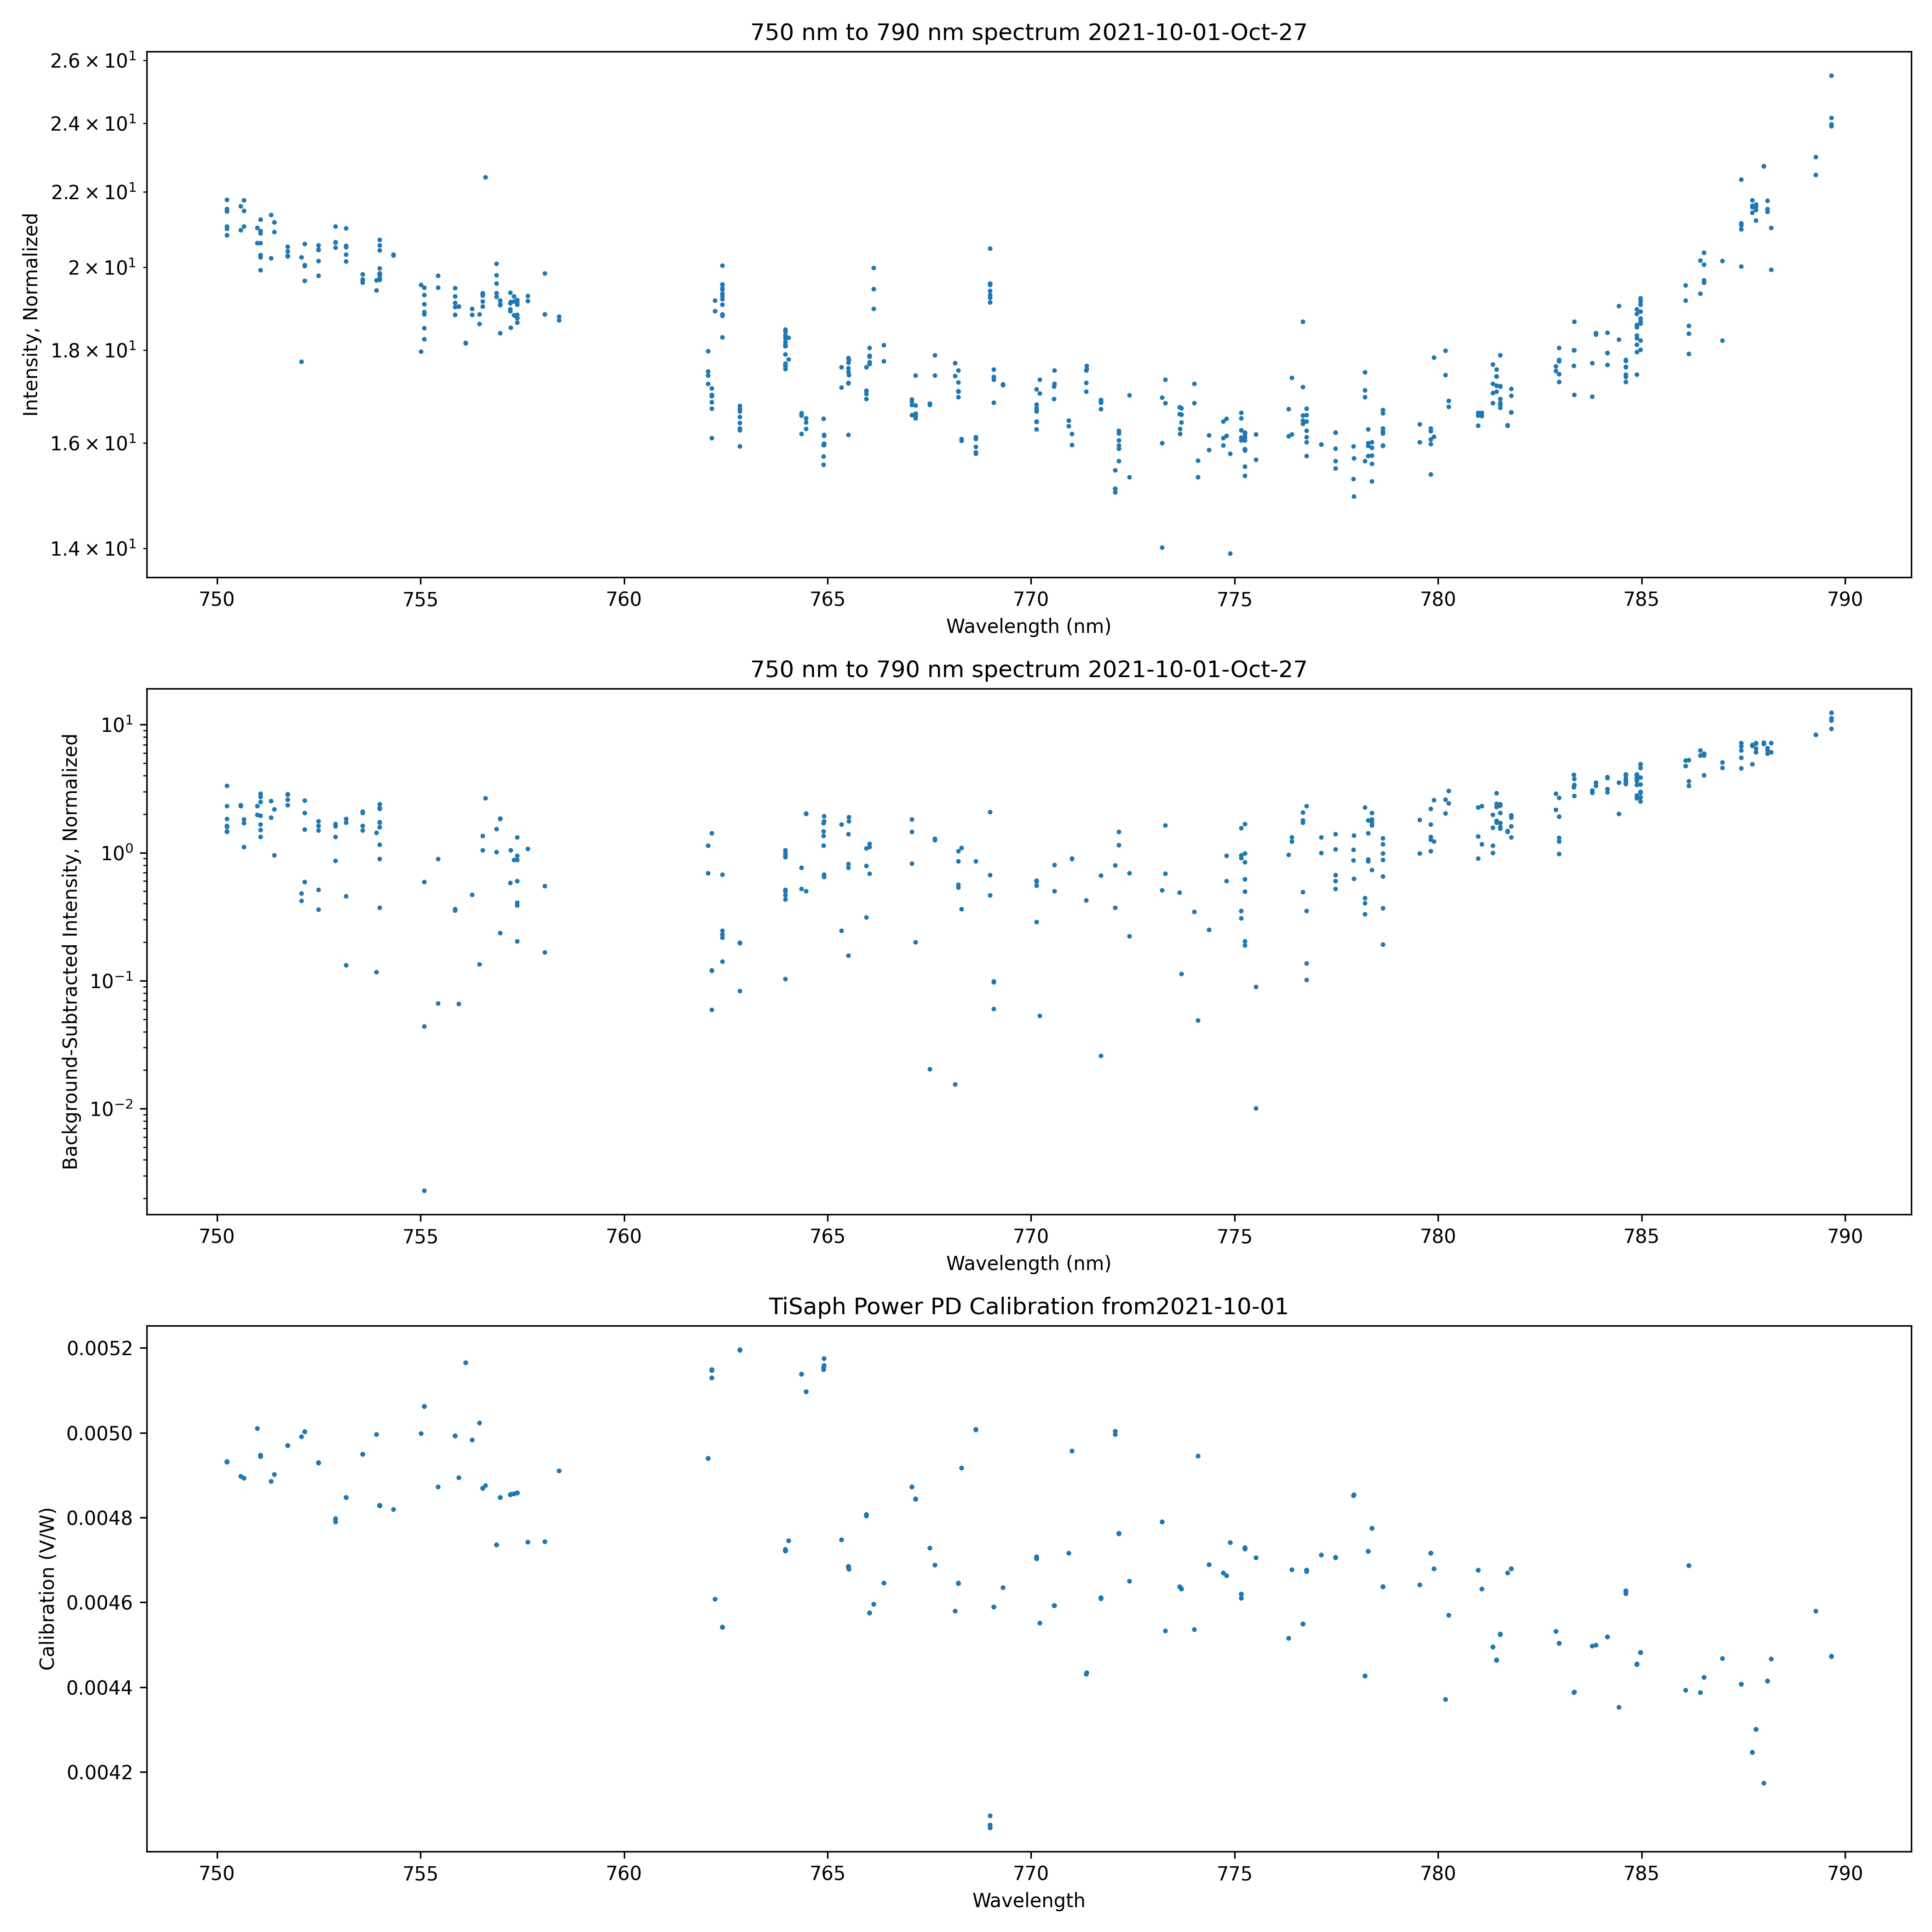 750 nm to 790 nm spectrum 2021-10-01-Oct-27
Intensity, Normalized
2.6 × 10¹
2.4 × 10¹
2.2 × 10¹
2 × 10¹
1.8 × 10¹
1.6 × 10¹
1.4 × 10¹
750 755 760 765 770 775 780 785 790
Wavelength (nm)
750 nm to 790 nm spectrum 2021-10-01-Oct-27
Background-Subtracted Intensity, Normalized
10¹
10⁰
10⁻¹
10⁻²
750 755 760 765 770 775 780 785 790
Wavelength (nm)
TiSaph Power PD Calibration from2021-10-01
Calibration (V/W)
0.0052
0.0050
0.0048
0.0046
0.0044
0.0042
750 755 760 765 770 775 780 785 790
Wavelength